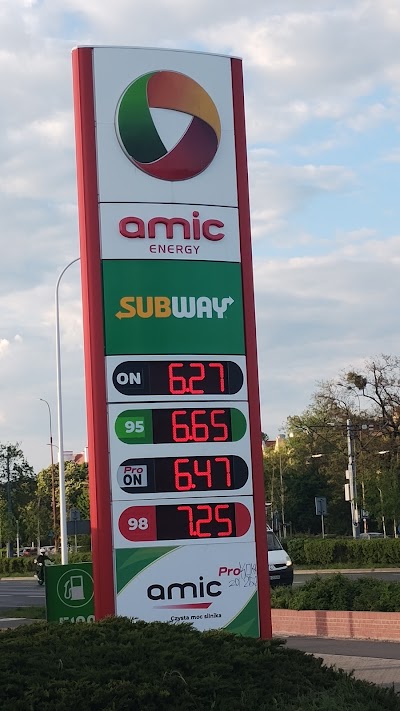 amic
ENERGY
SUBWAY
ON 6.27
95 6.65
Pro ON 6.47
98 7.25
Pro
amic
Czysta moc silnika